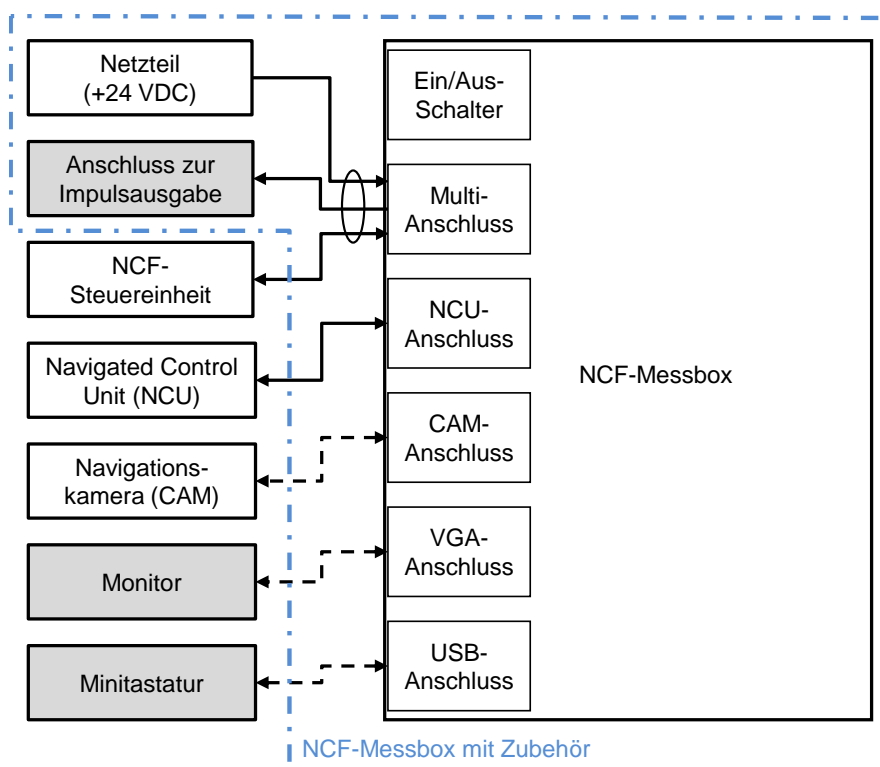 Netzteil
(+24 VDC)
Anschluss zur
Impulsausgabe
NCF-
Steuereinheit
Navigated Control
Unit (NCU)
Navigations-
kamera (CAM)
Monitor
Minitastatur
Ein/Aus-
Schalter
Multi-
Anschluss
NCU-
Anschluss
CAM-
Anschluss
VGA-
Anschluss
USB-
Anschluss
NCF-Messbox
NCF-Messbox mit Zubehör